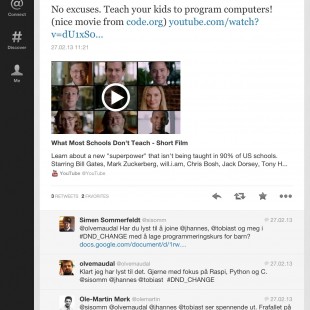 Connect
#
Discover
Me
No excuses. Teach your kids to program computers!
(nice movie from code.org) youtube.com/watch?
v=dU1xS0...
27.02.13 11:21
What Most Schools Don't Teach - Short Film
Learn about a new "superpower" that isn't being taught in 90% of US schools.
Starring Bill Gates, Mark Zuckerberg, will.i.am, Chris Bosh, Jack Dorsey, Tony H...
YouTube @YouTube
3 RETWEETS 2 FAVORITES
Simen Sommerfeldt @sisomm 27.02.13
@olvemaudal Har du lyst til å joine @jhannes, @tobiast og meg i
#DND_CHANGE med å lage programmeringskurs for barn?
docs.google.com/document/d/1rw...
olvemaudal @olvemaudal 27.02.13
Klart jeg har lyst til det. Gjerne med fokus på Raspi, Python og C.
@sisomm @jhannes @tobiast #DND_CHANGE
Ole-Martin Mørk @olemartin 27.02.13
@sisomm @jhannes @tobiast ser spennende ut. Frafallet på